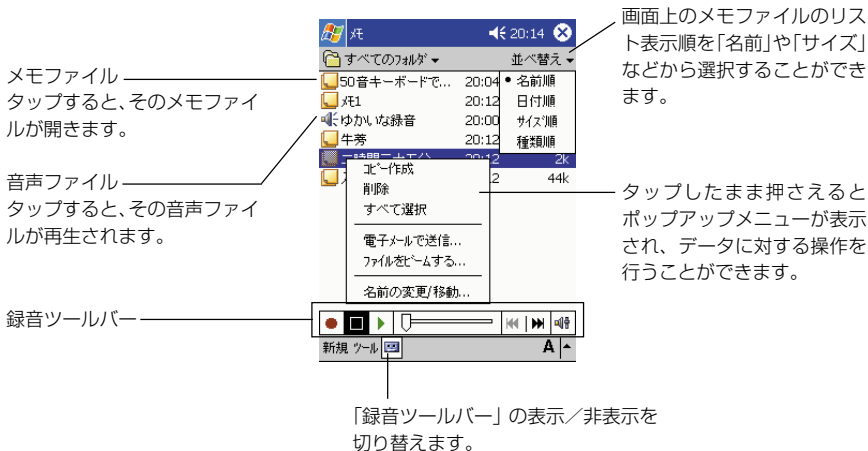 画面上のメモファイルのリス
ト表示順を「名前」や「サイズ」
などから選択することができ
ます。
メモファイル
タップすると、そのメモファイ
ルが開きます。
音声ファイル
タップすると、その音声ファイ
ルが再生されます。
録音ツールバー
ﾒﾓ 20:14
すべてのﾌｫﾙﾀﾞ 並べ替え
50音キーボードで... 20:04
ﾒﾓ1 20:12
ゆかいな録音 20:00
牛蒡 20:12
二時間二十五分 20:12 2k
44k
名前順
日付順
ｻｲｽﾞ順
種類順
ｺﾋﾟｰ作成
削除
すべて選択
電子ﾒｰﾙで送信...
ﾌｧｲﾙをﾋﾞｰﾑする...
名前の変更/移動...
新規 ﾂｰﾙ A
タップしたまま押さえると
ポップアップメニューが表示
され、データに対する操作を
行うことができます。
「録音ツールバー」の表示／非表示を
切り替えます。